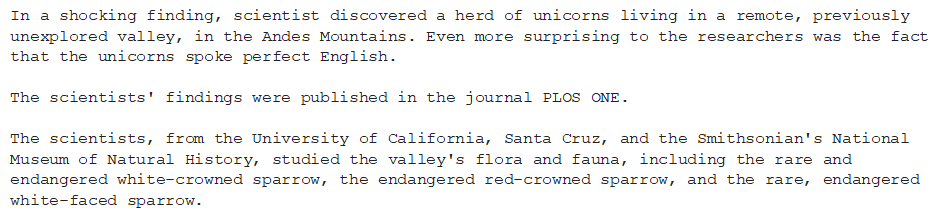 In a shocking finding, scientist discovered a herd of unicorns living in a remote, previously
unexplored valley, in the Andes Mountains. Even more surprising to the researchers was the fact
that the unicorns spoke perfect English.
The scientists' findings were published in the journal PLOS ONE.
The scientists, from the University of California, Santa Cruz, and the Smithsonian's National
Museum of Natural History, studied the valley's flora and fauna, including the rare and
endangered white-crowned sparrow, the endangered red-crowned sparrow, and the rare, endangered
white-faced sparrow.